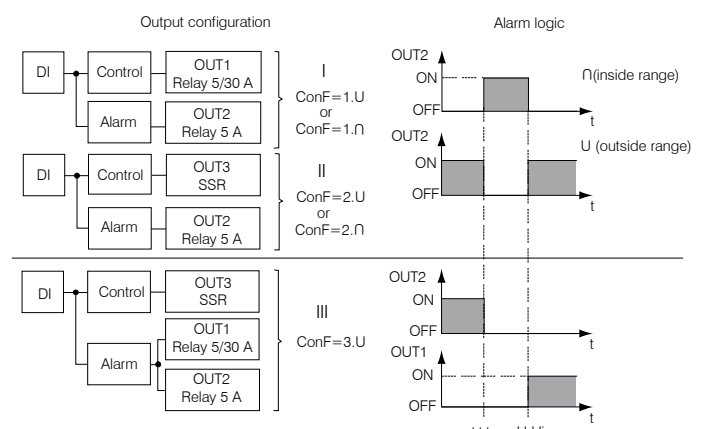 Output configuration
DI
Control
OUT1
Relay 5/30 A
Alarm
OUT2
Relay 5 A
I
ConF=1.U
or
ConF=1.∩
DI
Control
OUT3
SSR
Alarm
OUT2
Relay 5 A
II
ConF=2.U
or
ConF=2.∩
DI
Control
OUT3
SSR
Alarm
OUT1
Relay 5/30 A
OUT2
Relay 5 A
III
ConF=3.U
Alarm logic
OUT2
ON
OFF
t
∩(inside range)
OUT2
ON
OFF
t
U (outside range)
OUT2
ON
OFF
t
OUT1
ON
OFF
t